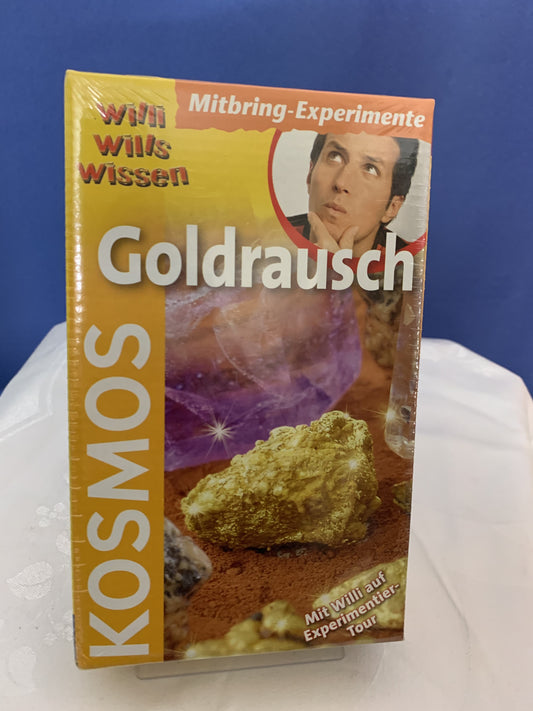 Mitbring-Experimente
Willi
wills
wissen
Goldrausch
KOSMOS
Mit Willi auf
Experimentier-
Tour